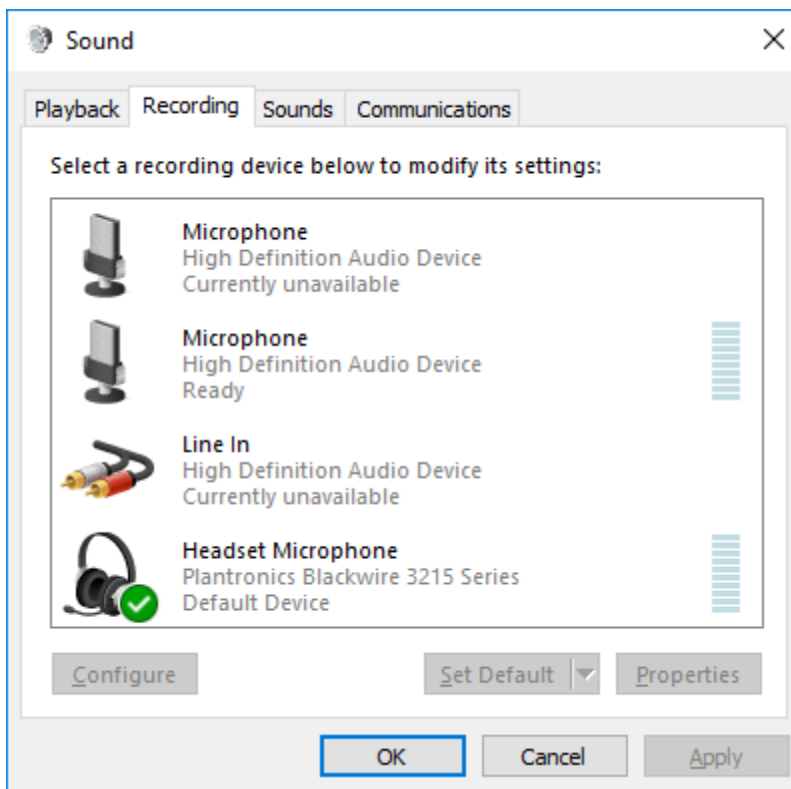 Sound
Playback Recording Sounds Communications
Select a recording device below to modify its settings:
Microphone
High Definition Audio Device
Currently unavailable
Microphone
High Definition Audio Device
Ready
Line In
High Definition Audio Device
Currently unavailable
Headset Microphone
Plantronics Blackwire 3215 Series
Default Device
Configure Set Default Properties
OK Cancel Apply